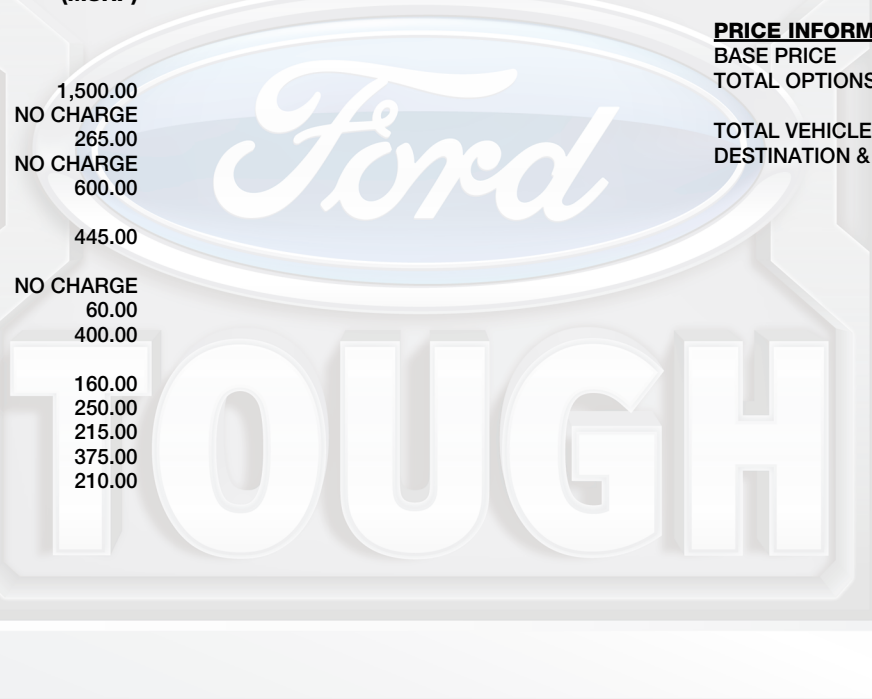 1,500.00
NO CHARGE
265.00
NO CHARGE
600.00
445.00
NO CHARGE
60.00
400.00
160.00
250.00
215.00
375.00
210.00
PRICE INFORM
BASE PRICE
TOTAL OPTIONS
TOTAL VEHICLE
DESTINATION &
Ford
TOUGH